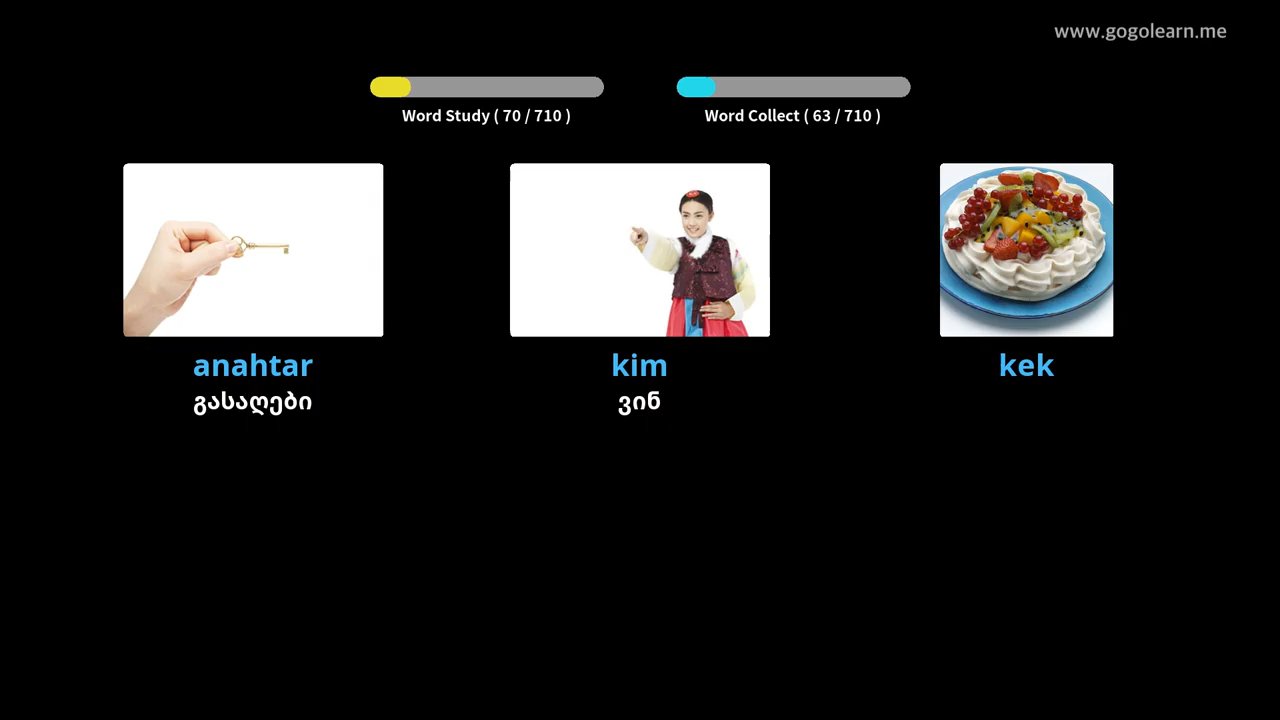 www.gogolearn.me
Word Study ( 70 / 710 )
Word Collect ( 63 / 710 )
anahtar
გასაღები
kim
ვინ
kek